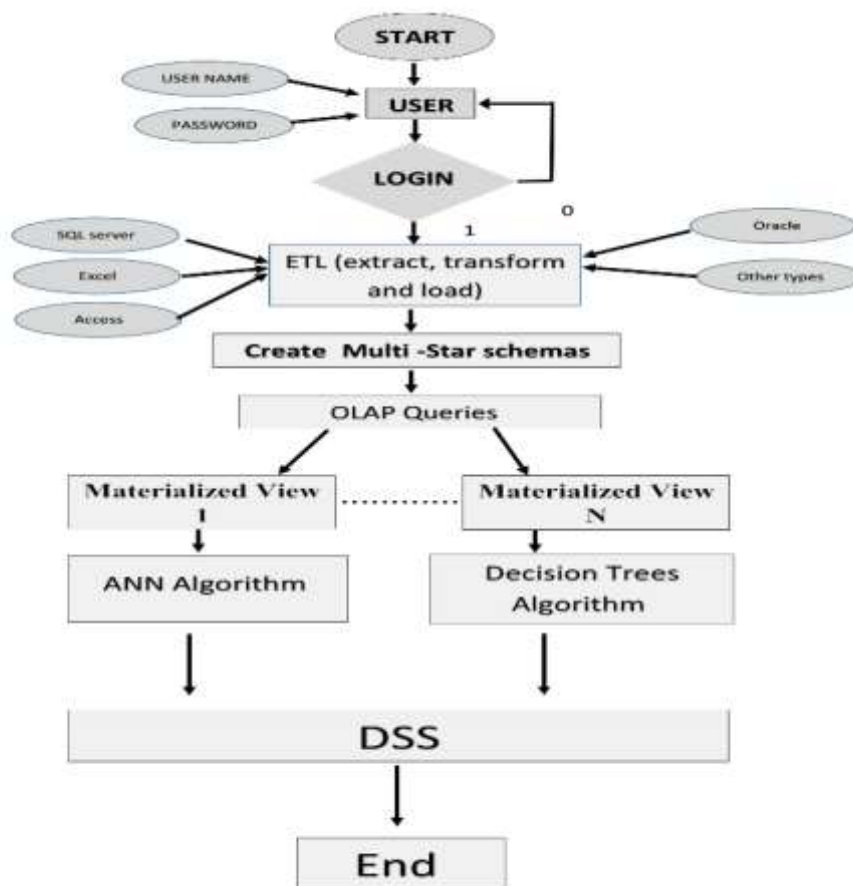 START
USER NAME
USER
PASSWORD
LOGIN
0
1
SQL server
Excel
Access
ETL (extract, transform
and load)
Oracle
Other types
Create Multi -Star schemas
OLAP Queries
Materialized View
1
Materialized View
N
ANN Algorithm
Decision Trees
Algorithm
DSS
End